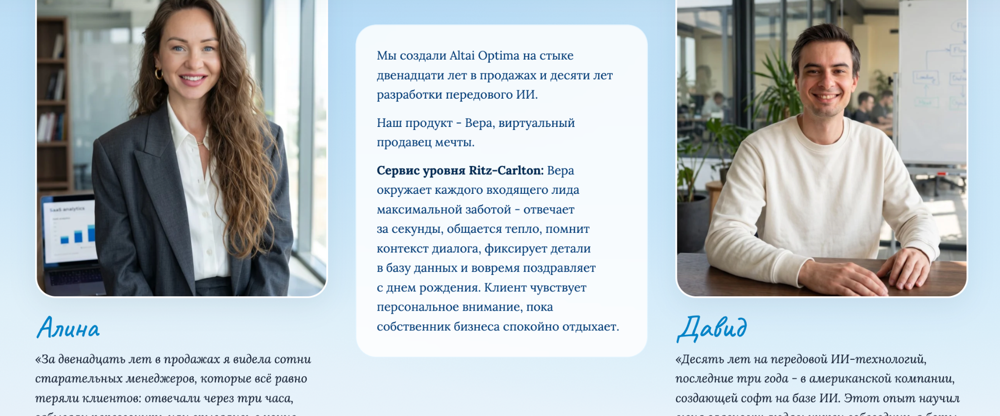 Мы создали Altai Optima на стыке
двенадцати лет в продажах и десяти лет
разработки передового ИИ.
Наш продукт - Вера, виртуальный
продавец мечты.
Сервис уровня Ritz-Carlton: Вера
окружает каждого входящего лида
максимальной заботой - отвечает
за секунды, общается тепло, помнит
контекст диалога, фиксирует детали
в базу данных и вовремя поздравляет
с днем рождения. Клиент чувствует
персональное внимание, пока
собственник бизнеса спокойно отдыхает.
SaaS analytics
Алина
«За двенадцать лет в продажах я видела сотни
старательных менеджеров, которые всё равно
теряли клиентов: отвечали через три часа,
Давид
«Десять лет на передовой ИИ-технологий,
последние три года - в американской компании,
создающей софт на базе ИИ. Этот опыт научил